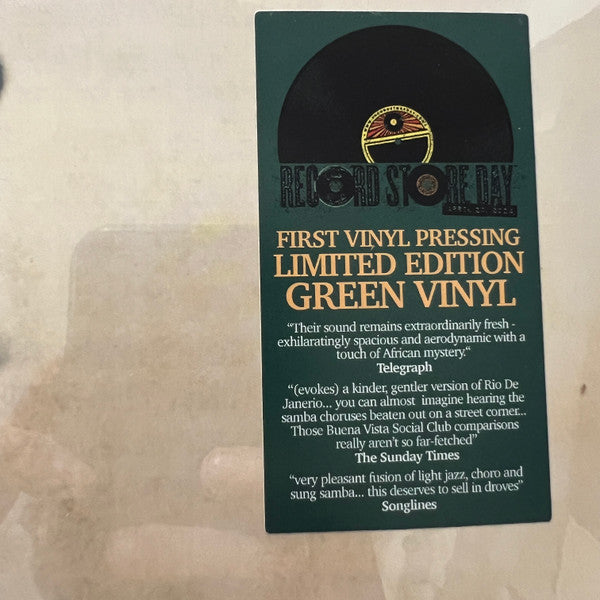 RECORD STORE DAY
FIRST VINYL PRESSING
LIMITED EDITION
GREEN VINYL
“Their sound remains extraordinarily fresh -
exhilaratingly spacious and aerodynamic with a
touch of African mystery.“
Telegraph
“(evokes) a kinder, gentler version of Rio De
Janerio... you can almost imagine hearing the
samba choruses beaten out on a street corner...
Those Buena Vista Social Club comparisons
really aren't so far-fetched”
The Sunday Times
“very pleasant fusion of light jazz, choro and
sung samba... this deserves to sell in droves”
Songlines